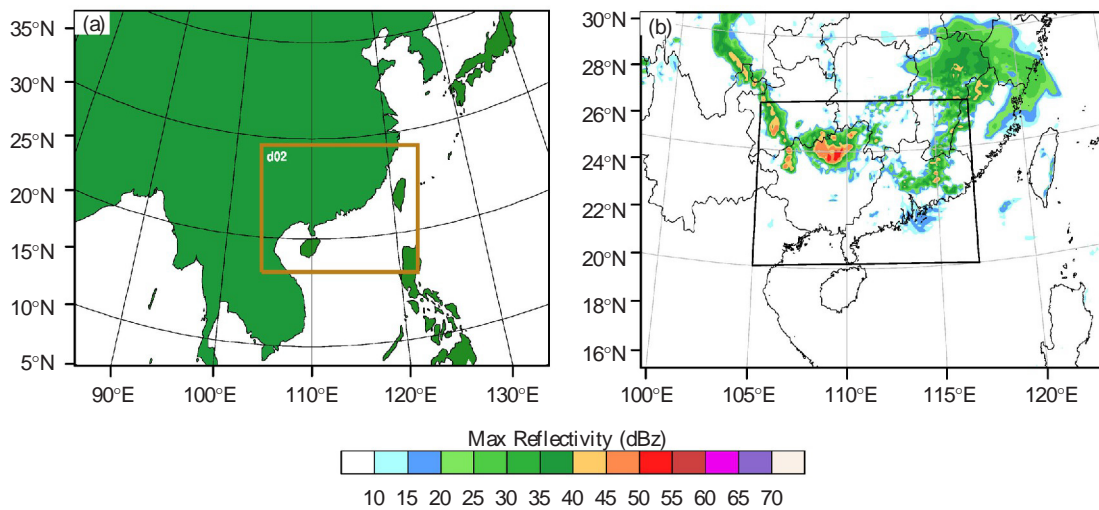 (a)
35°N
30°N
25°N
20°N
15°N
10°N
5°N
d02
90°E 100°E 110°E 120°E 130°E
(b)
30°N
28°N
26°N
24°N
22°N
20°N
18°N
16°N
100°E 105°E 110°E 115°E 120°E
Max Reflectivity (dBz)
10 15 20 25 30 35 40 45 50 55 60 65 70